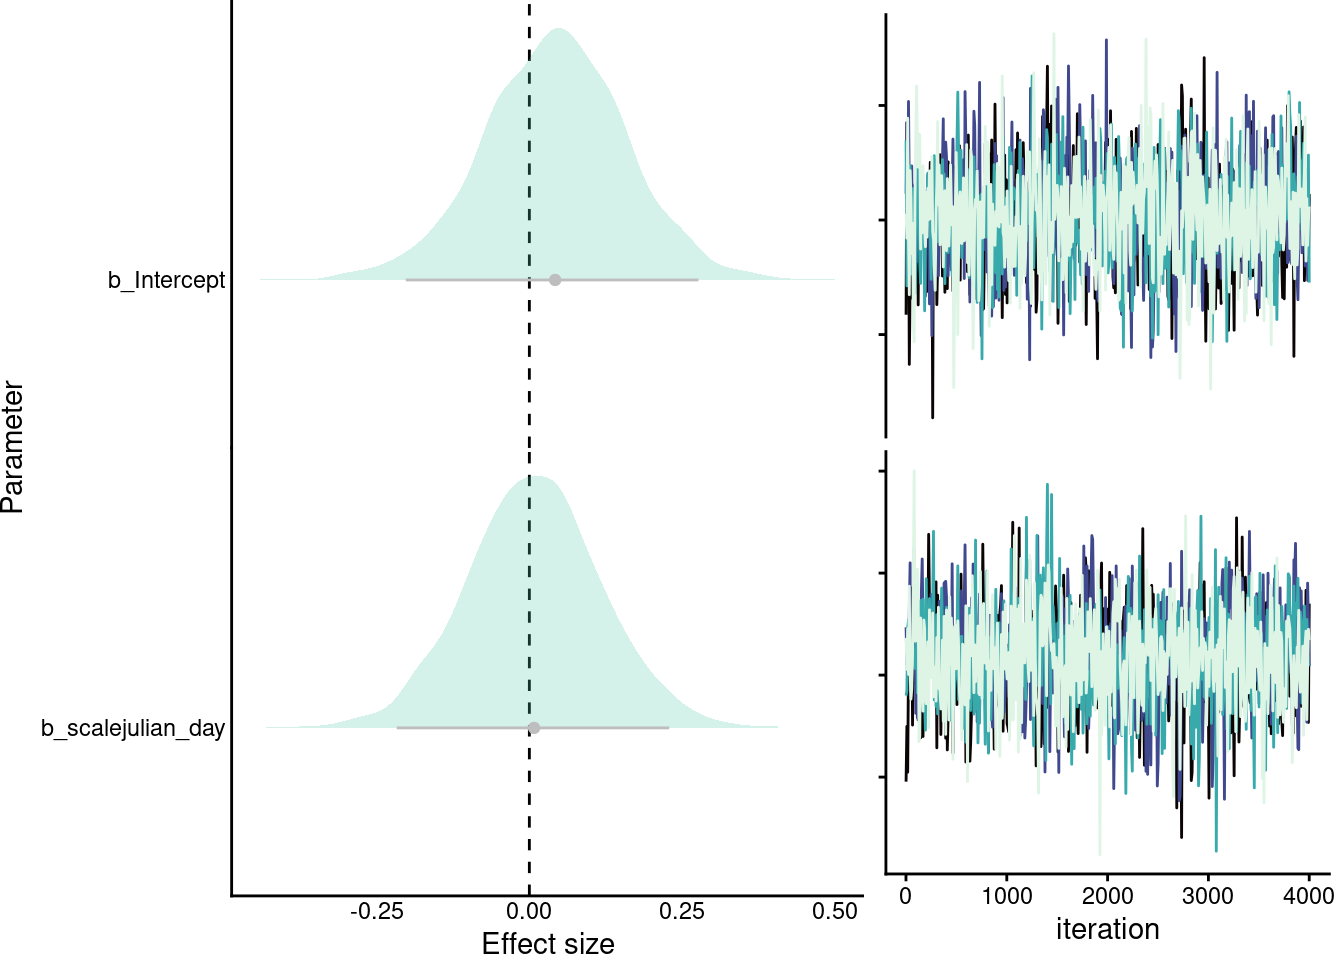 Parameter
b_Intercept
b_scalejulian_day
-0.25 0.00 0.25 0.50
Effect size
0 1000 2000 3000 4000
iteration